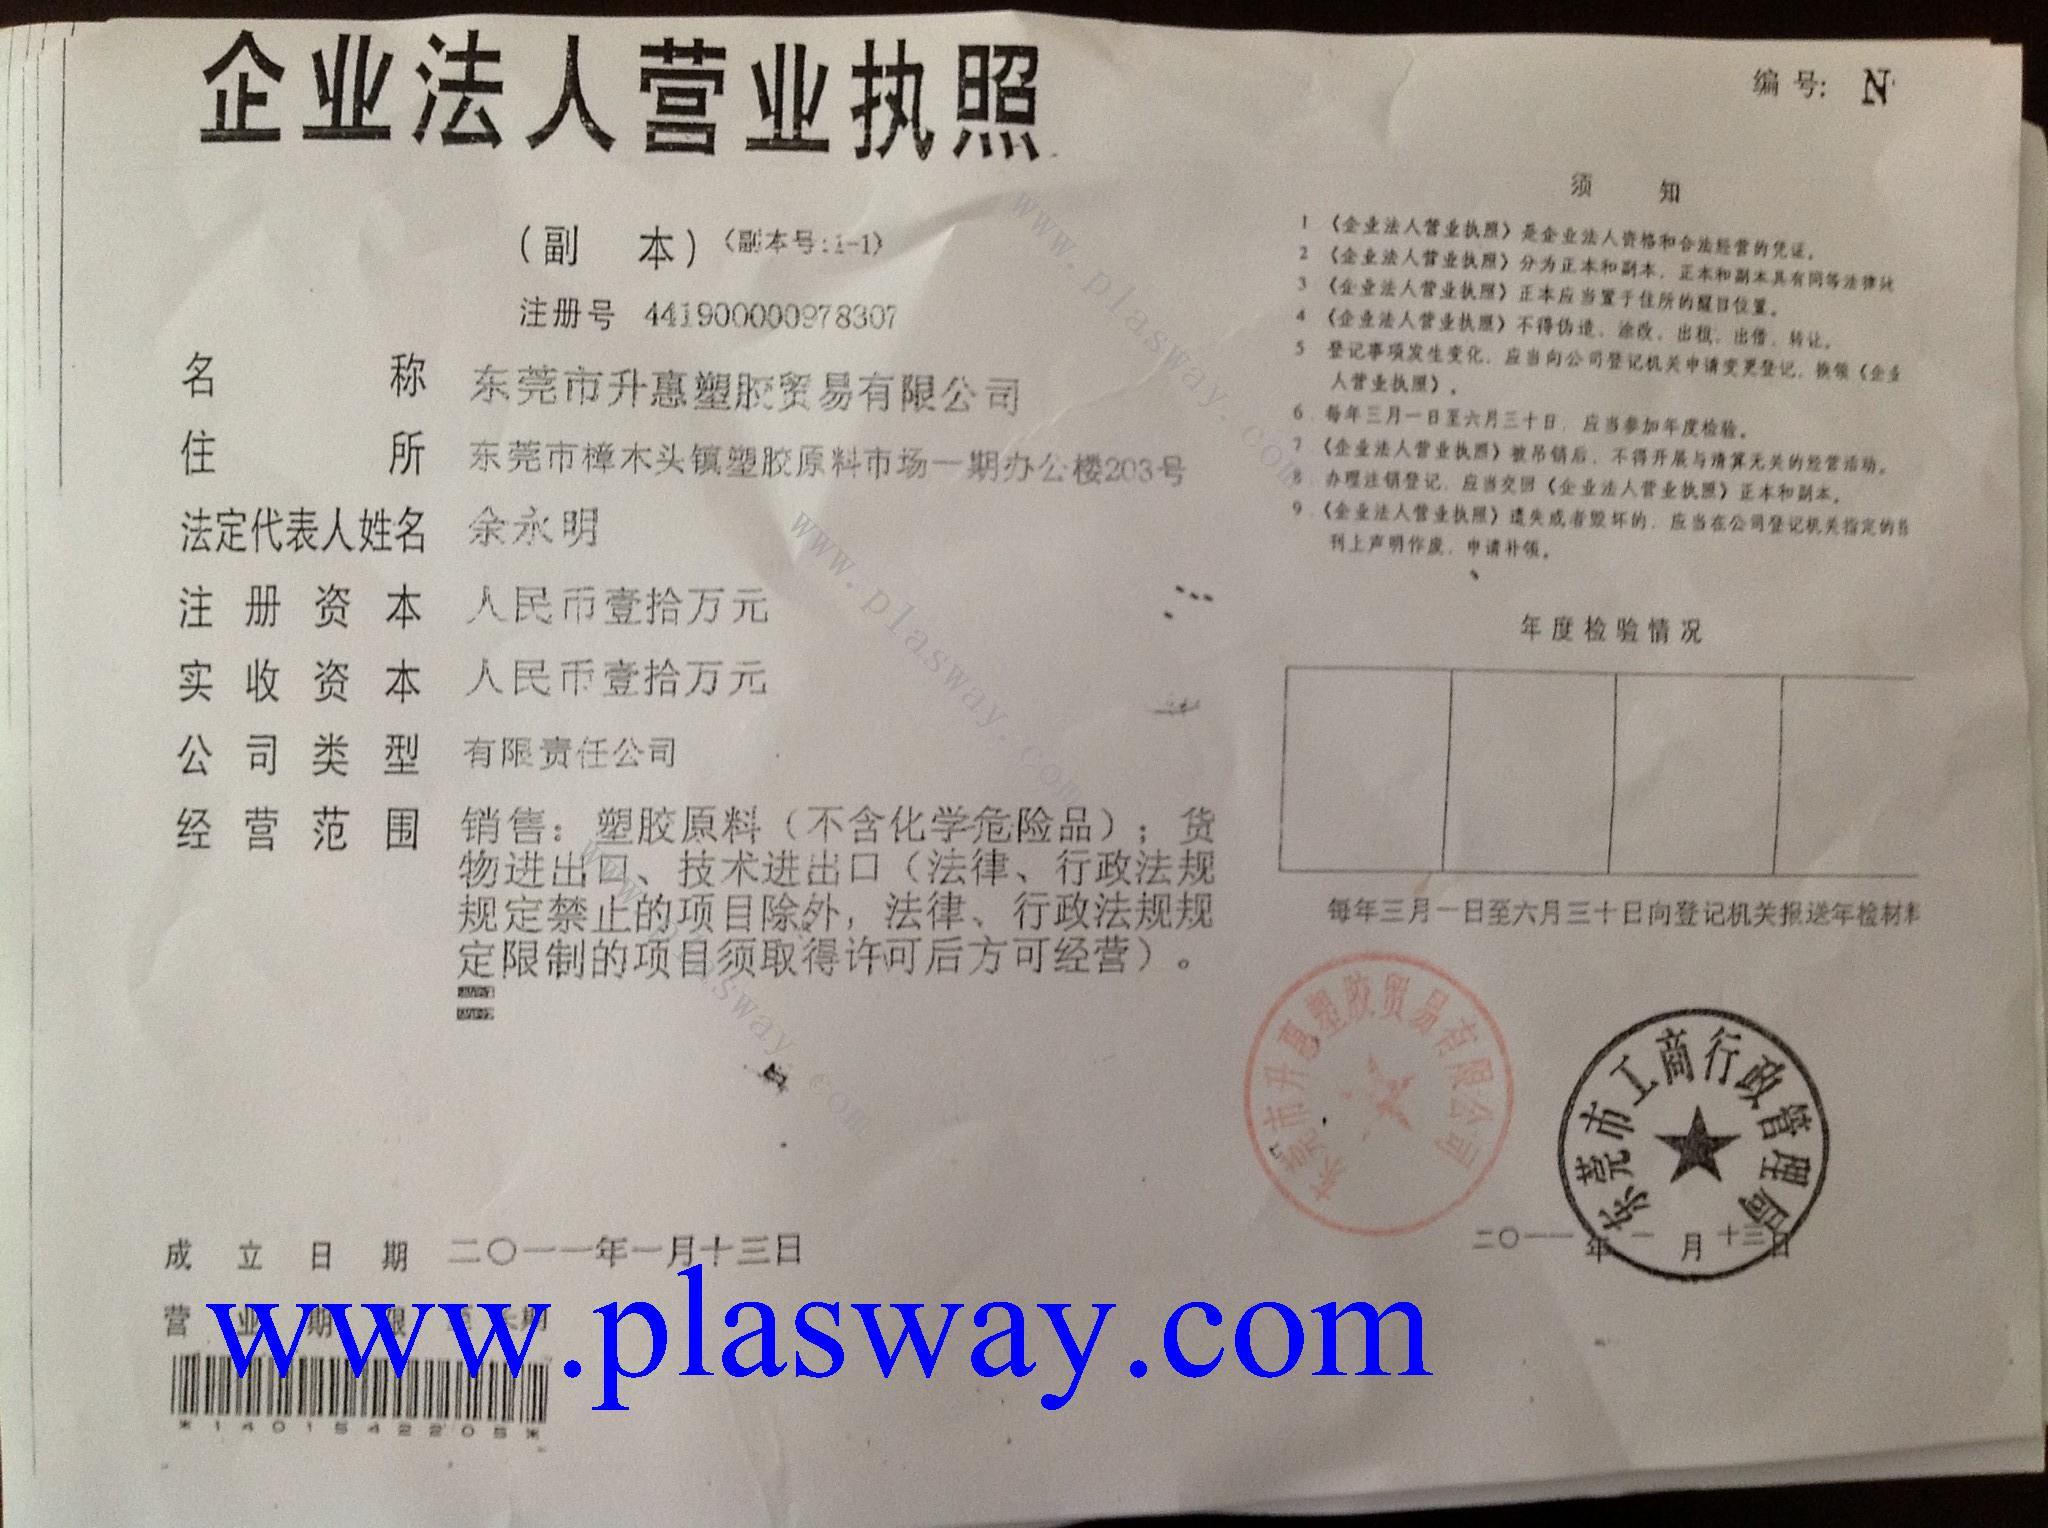 企业法人营业执照
(副 本)(副本号:1-1)
注册号 441900000978307
名 称 东莞市升惠塑胶贸易有限公司
住 所 东莞市樟木头镇塑胶原料市场一期办公楼203号
法定代表人姓名 余永明
注册资本 人民币壹拾万元
实收资本 人民币壹拾万元
公司类型 有限责任公司
经营范围 销售:塑胶原料(不含化学危险品);货
物进出口、技术进出口(法律、行政法规
规定禁止的项目除外,法律、行政法规规
定限制的项目须取得许可后方可经营)。
成立日期 二〇一一年一月十三日
营业期限 至长期
*1401542205*
编号: N
须 知
1 《企业法人营业执照》是企业法人资格和合法经营的凭证。
2 《企业法人营业执照》分为正本和副本,正本和副本具有同等法律效
3 《企业法人营业执照》正本应当置于住所的醒目位置。
4 《企业法人营业执照》不得伪造、涂改、出租、出借、转让。
5 登记事项发生变化,应当向公司登记机关申请变更登记,换领《企业
人营业执照》。
6 每年三月一日至六月三十日,应当参加年度检验。
7 《企业法人营业执照》被吊销后,不得开展与清算无关的经营活动。
8 办理注销登记,应当交回《企业法人营业执照》正本和副本。
9 《企业法人营业执照》遗失或者毁坏的,应当在公司登记机关指定的
刊上声明作废,申请补领。
年度检验情况
每年三月一日至六月三十日向登记机关报送年检材料
东莞市升惠塑胶贸易有限公司
东莞市工商行政管理局
二〇一一年一月十三日
www.plasway.com
www.plasway.com
www.plasway.com
www.plasway.com